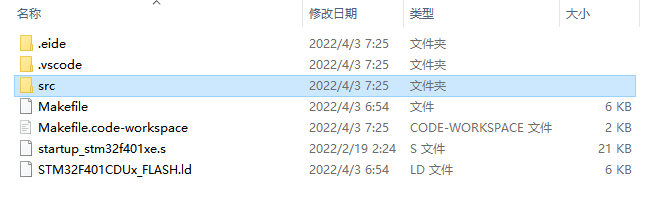 名称 修改日期 类型 大小
.eide 2022/4/3 7:25 文件夹
.vscode 2022/4/3 7:25 文件夹
src 2022/4/3 7:25 文件夹
Makefile 2022/4/3 6:54 文件 6 KB
Makefile.code-workspace 2022/4/3 7:25 CODE-WORKSPACE 文件 2 KB
startup_stm32f401xe.s 2022/2/19 2:24 S 文件 21 KB
STM32F401CDUx_FLASH.ld 2022/4/3 6:54 LD 文件 6 KB